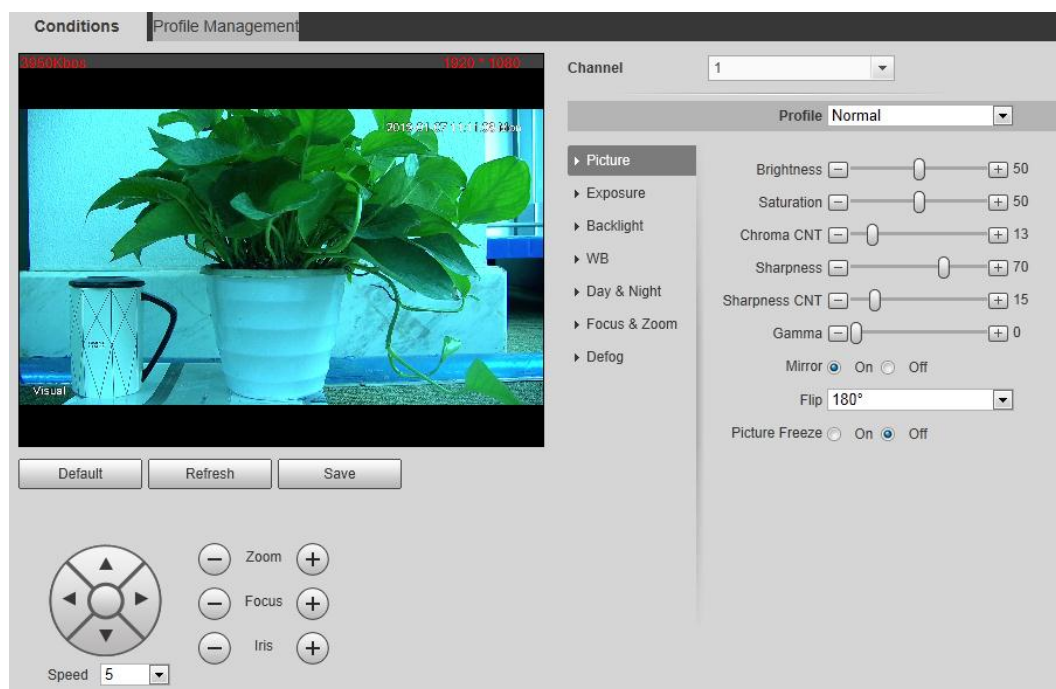 Conditions
Profile Management
3950Kbps
1920 * 1080
Visual
Channel
1
Profile Normal
Picture
Exposure
Backlight
WB
Day & Night
Focus & Zoom
Defog
Brightness 50
Saturation 50
Chroma CNT 13
Sharpness 70
Sharpness CNT 15
Gamma 0
Mirror On Off
Flip 180°
Picture Freeze On Off
Default
Refresh
Save
Zoom
Focus
Iris
Speed 5